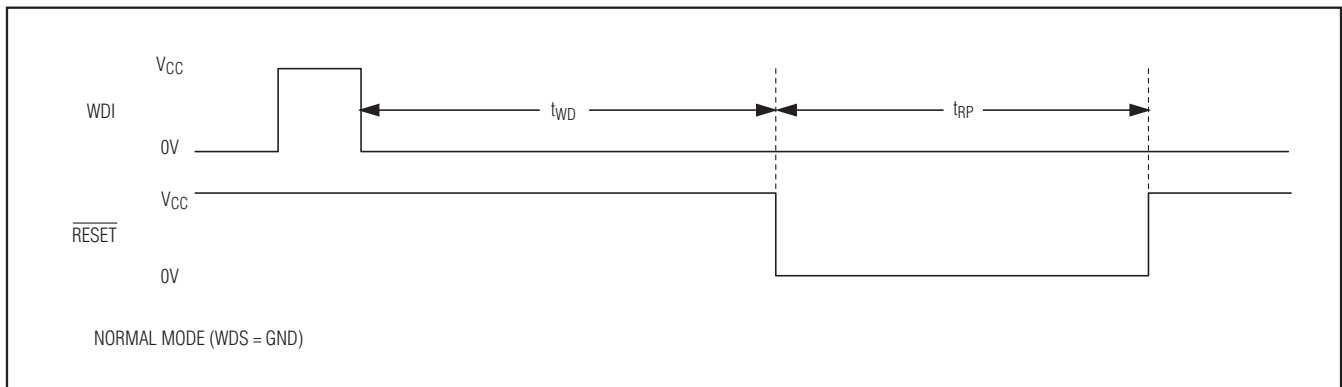 VCC
WDI
tWD
tRP
0V
VCC
RESET
0V
NORMAL MODE (WDS = GND)